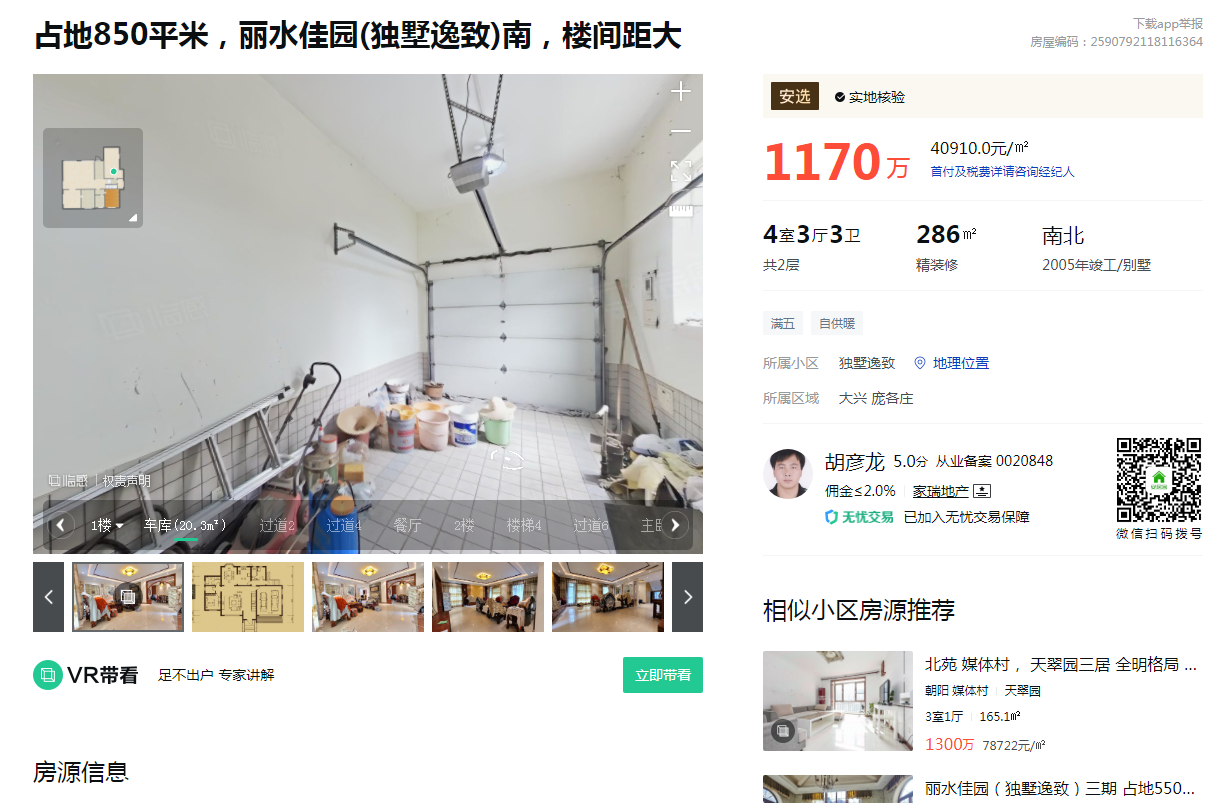 占地850平米，丽水佳园(独墅逸致)南，楼间距大
下载app举报
房屋编码：2590792118116364
安选
实地核验
1170万
40910.0元/㎡
首付及税费详请咨询经纪人
4室3厅3卫
286㎡
南北
共2层
精装修
2005年竣工/别墅
满五
自供暖
所属小区 独墅逸致 地理位置
所属区域 大兴 庞各庄
胡彦龙 5.0分 从业备案 0020848
佣金≤2.0% 家瑞地产
无忧交易 已加入无忧交易保障
微信扫码拨号
临感 | 权责声明
1楼 车库(20.3㎡) 过道2 过道4 餐厅 2楼 楼梯4 过道6 主卧
VR带看 足不出户 专家讲解
立即带看
房源信息
相似小区房源推荐
北苑 媒体村 ， 天翠园三居 全明格局 ...
朝阳 媒体村 天翠园
3室1厅 165.1㎡
1300万 78722元/㎡
丽水佳园（独墅逸致）三期 占地550...